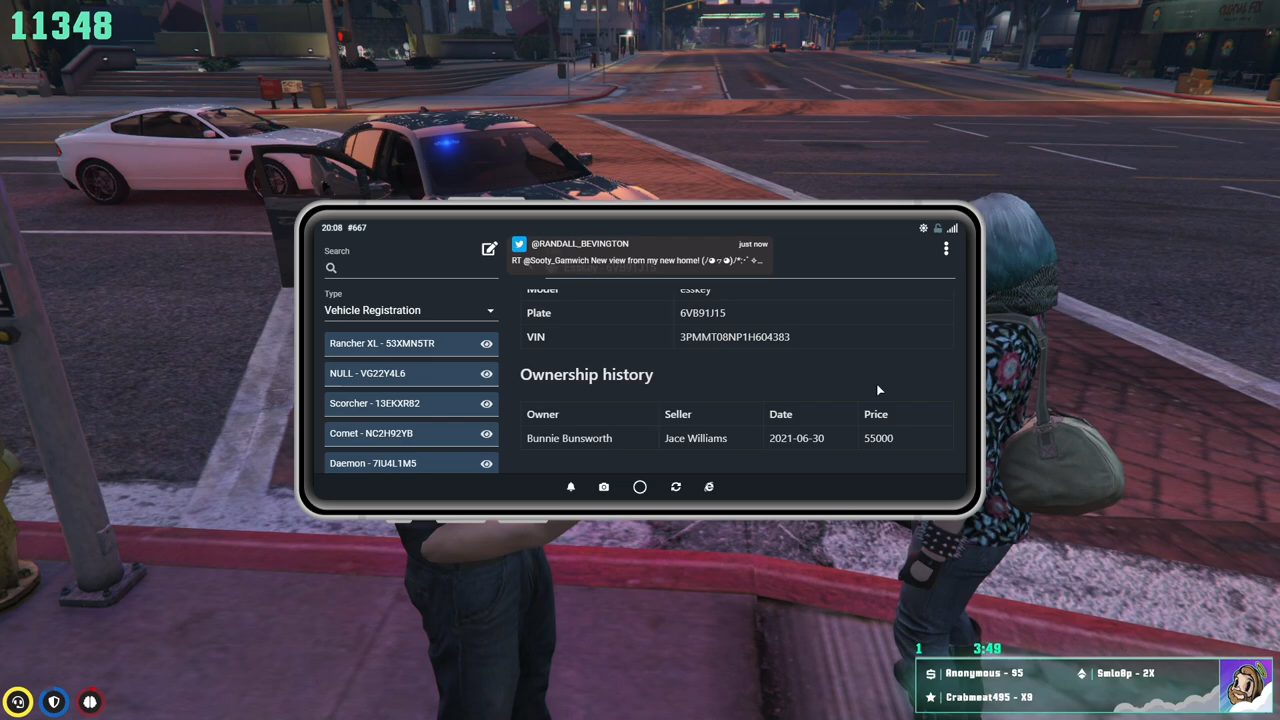 11348
20:08 #667
@RANDALL_BEVINGTON just now
RT @Sooty_Gamwich New view from my new home! (ﾉ◕ヮ◕)ﾉ*:･ﾟ✧...
Search
Type
Vehicle Registration
Rancher XL - 53XMN5TR
NULL - VG22Y4L6
Scorcher - 13EKXR82
Comet - NC2H92YB
Daemon - 7IU4L1M5
Model esskey
Plate 6VB91J15
VIN 3PMMT08NP1H604383
Ownership history
Owner Seller Date Price
Bunnie Bunsworth Jace Williams 2021-06-30 55000
1 3:49
Anonymous - 95
Smlo8p - 2X
Crabmeat495 - X9